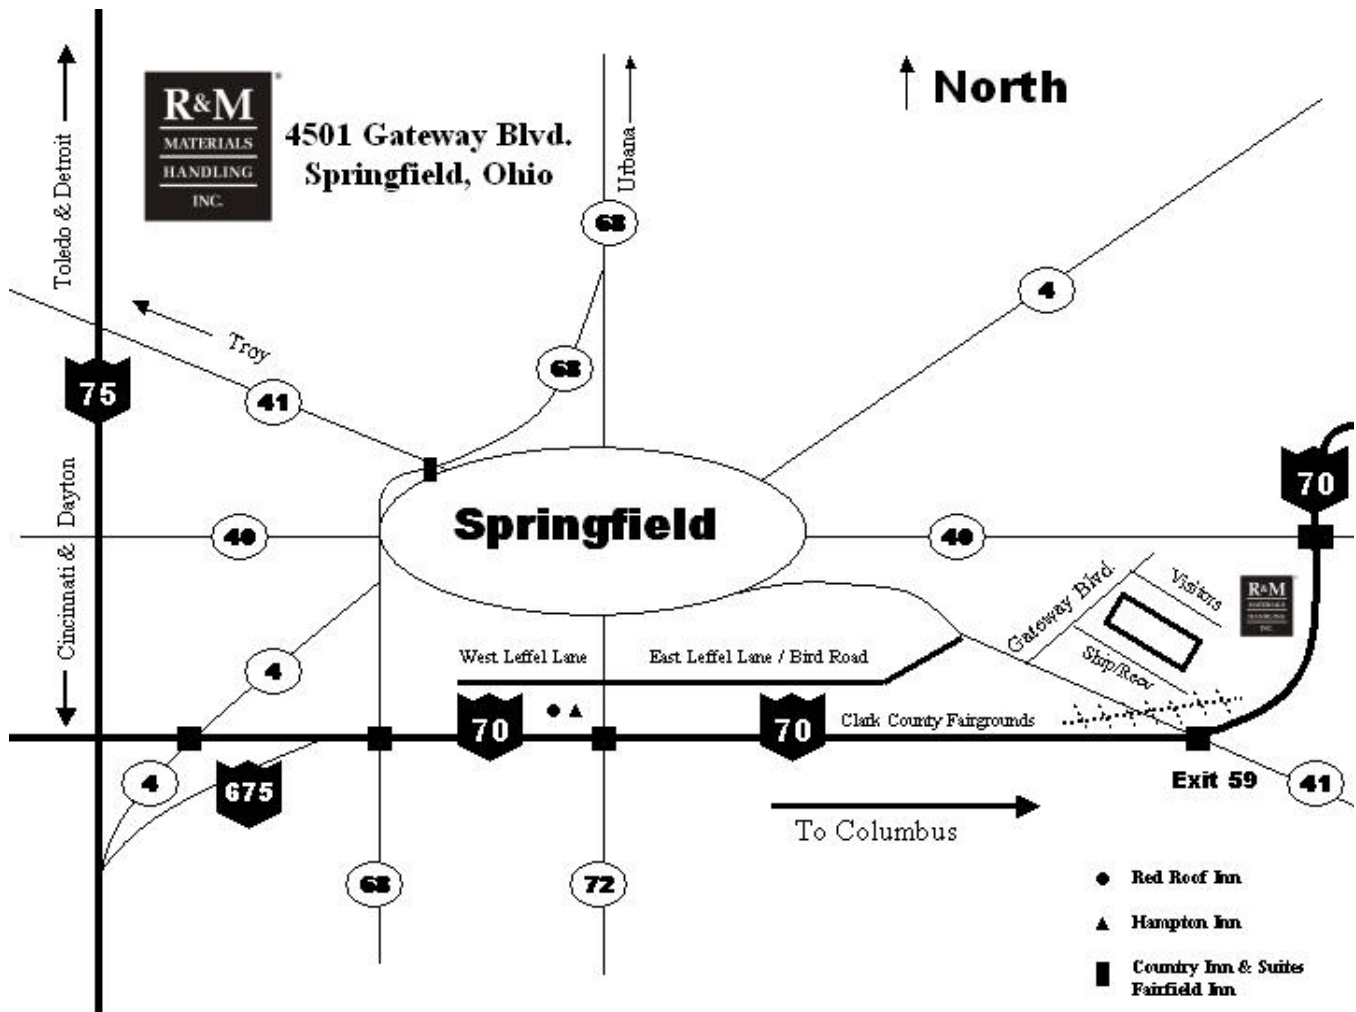 North
R&M
MATERIALS
HANDLING
INC.
4501 Gateway Blvd.
Springfield, Ohio
Toledo & Detroit
Urbana
68
4
Troy
68
75
41
70
Cincinnati & Dayton
Springfield
40
40
Gateway Blvd.
Visitors
R&M
MATERIALS
HANDLING
INC.
Ship/Recv
West Leffel Lane
East Leffel Lane / Bird Road
4
70
70
Clark County Fairgrounds
4
675
Exit 59
41
To Columbus
68
72
Red Roof Inn
Hampton Inn
Country Inn & Suites
Fairfield Inn